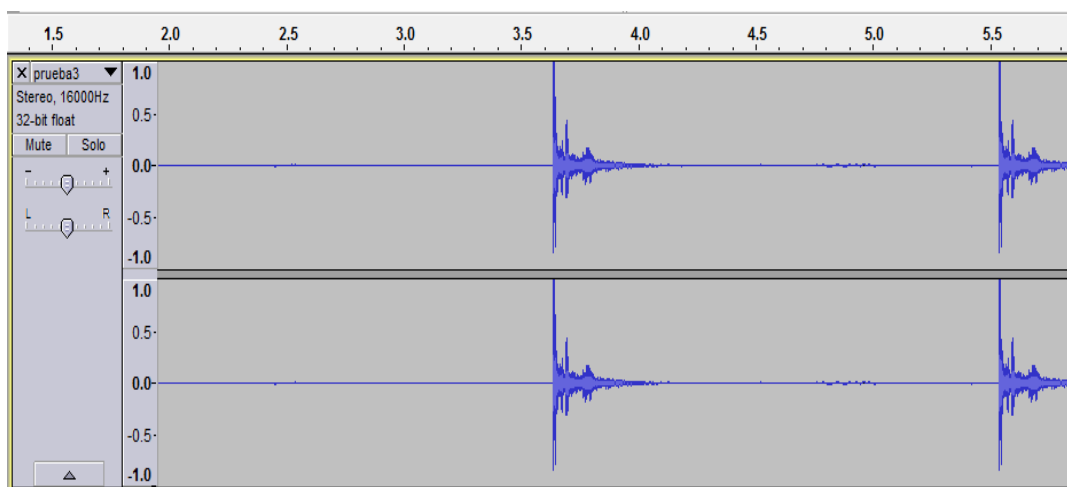 1.5 2.0 2.5 3.0 3.5 4.0 4.5 5.0 5.5
X prueba3 ▼
Stereo, 16000Hz
32-bit float
Mute Solo
- +
L R
1.0
0.5-
0.0-
-0.5-
-1.0
1.0
0.5-
0.0-
-0.5-
-1.0